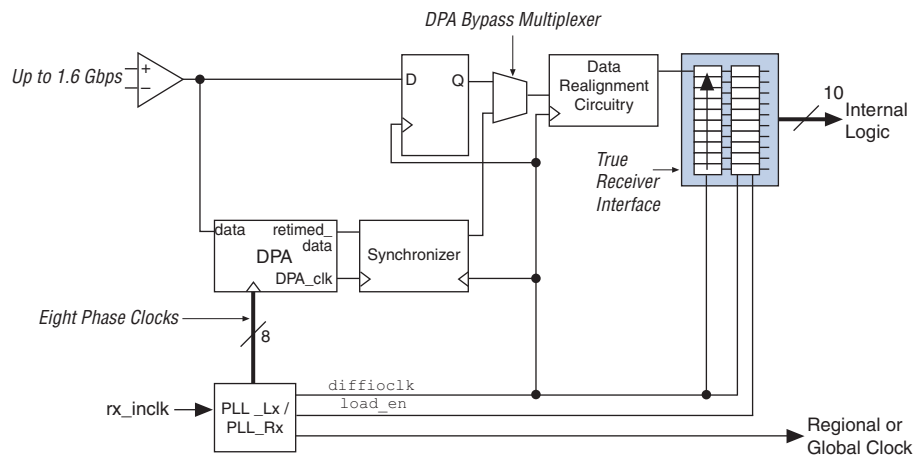 DPA Bypass Multiplexer
Up to 1.6 Gbps
+
−
D
Q
Data
Realignment
Circuitry
10
Internal
Logic
True
Receiver
Interface
data
retimed_
data
DPA
DPA_clk
Synchronizer
Eight Phase Clocks
8
rx_inclk
PLL _Lx /
PLL_Rx
diffioclk
load_en
Regional or
Global Clock